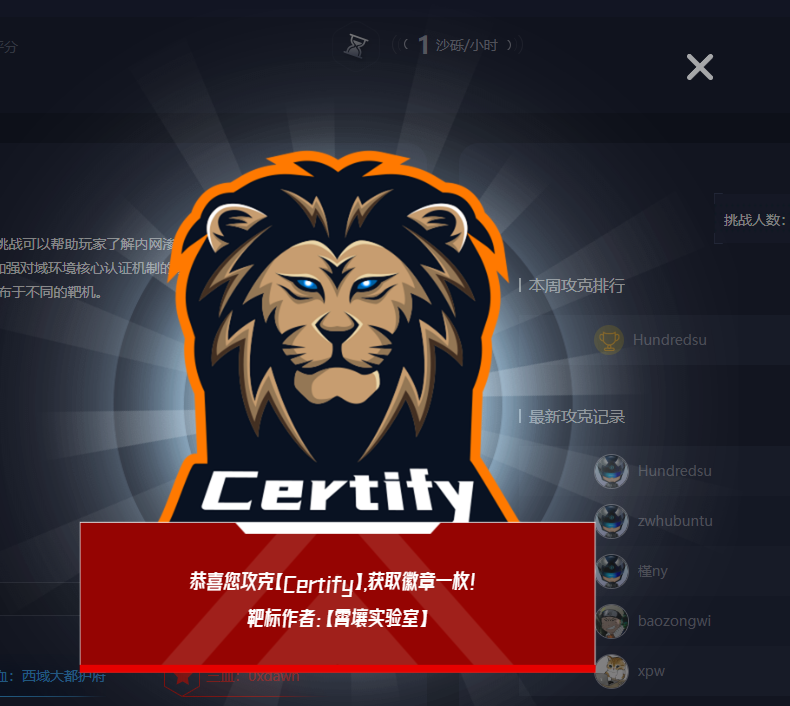 评分
（ 1 沙砾/小时 ）
挑战人数：
挑战可以帮助玩家了解内网渗
加强对域环境核心认证机制的
布于不同的靶机。
本周攻克排行
Hundredsu
最新攻克记录
Hundredsu
Certify
zwhubuntu
恭喜您攻克【Certify】,获取徽章一枚！
槿ny
靶标作者：【霄壤实验室】
baozongwi
血：西域大都护府
三血：0xdawn
xpw